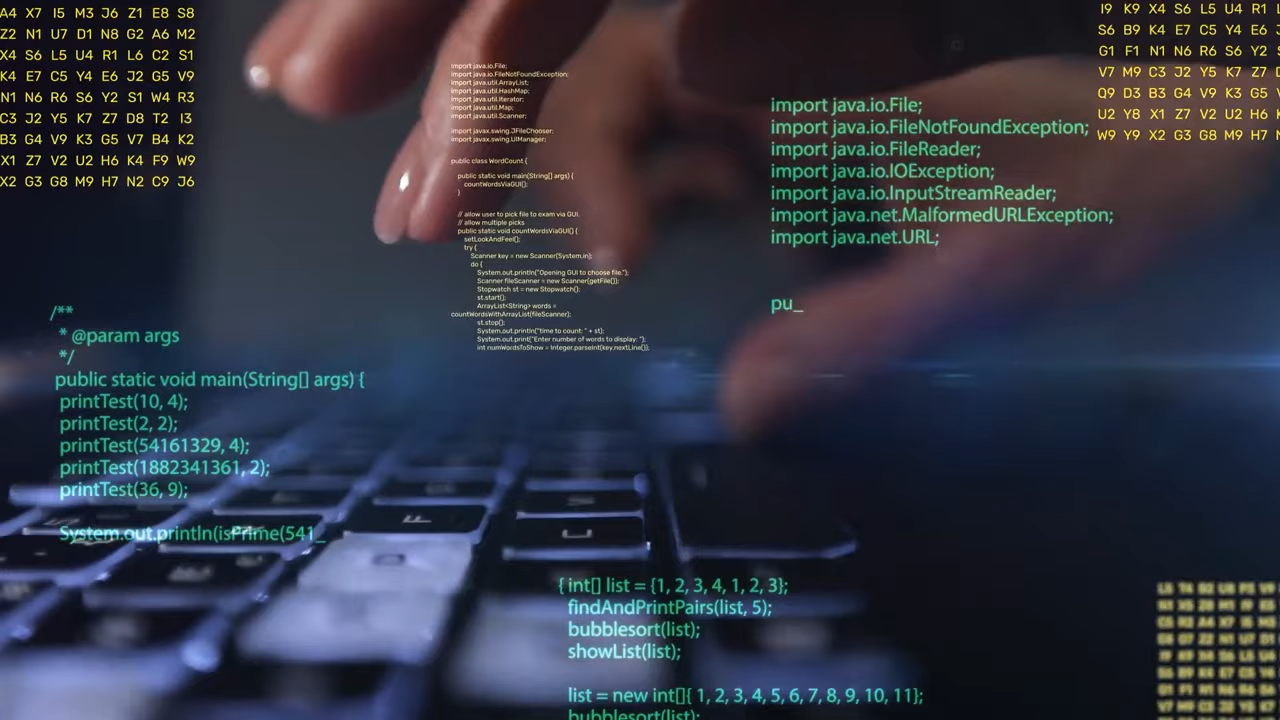 A4 X7 I5 M3 J6 Z1 E8 S8
Z2 N1 U7 D1 N8 G2 A6 M2
X4 S6 L5 U4 R1 L9 C2 S1
K4 E7 C5 Y4 E6 J2 G5 V9
N1 N6 R6 S6 Y2 S1 W4 R3
C3 J2 Y5 K7 Z7 D8 T2 I3
B3 G4 V9 K3 G5 V7 B4 K2
X1 Z7 V2 U2 H6 K4 F9 W9
X2 G3 G8 M9 H7 N2 C9 J6
import java.io.File;
import java.io.FileNotFoundException;
import java.util.ArrayList;
import java.util.HashMap;
import java.util.Iterator;
import java.util.Map;
import java.util.Scanner;
import javax.swing.JFileChooser;
import javax.swing.UIManager;
public class WordCount {
public static void main(String[] args) {
countWordsViaGUI();
}
// allow user to pick file to exam via GUI.
// allow multiple picks
public static void countWordsViaGUI() {
setLookAndFeel();
try {
Scanner key = new Scanner(System.in);
do {
System.out.println("Opening GUI to choose file.");
Scanner fileScanner = new Scanner(getFile());
Stopwatch st = new Stopwatch();
st.start();
ArrayList<String> words =
countWordsWithArrayList(fileScanner);
st.stop();
System.out.println("time to count: " + st);
System.out.print("Enter number of words to display: ");
int numWordsToShow = Integer.parseInt(key.nextLine());
I9 K9 X4 S6 L5 U4 R1
S6 B9 K4 E7 C5 Y4 E6
G1 F1 N1 N6 R6 S6 Y2
V7 M9 C3 J2 Y5 K7 Z7
Q9 D3 B3 G4 V9 K3 G5
U2 Y8 X1 Z7 V2 U2 H6
W9 Y9 X2 G3 G8 M9 H7
import java.io.File;
import java.io.FileNotFoundException;
import java.io.FileReader;
import java.io.IOException;
import java.io.InputStreamReader;
import java.net.MalformedURLException;
import java.net.URL;
pu_
/**
* @param args
*/
public static void main(String[] args) {
printTest(10, 4);
printTest(2, 2);
printTest(54161329, 4);
printTest(1882341361, 2);
printTest(36, 9);
System.out.println(isPrime(541_
{ int[] list = {1, 2, 3, 4, 1, 2, 3};
findAndPrintPairs(list, 5);
bubblesort(list);
showList(list);
list = new int[]{ 1, 2, 3, 4, 5, 6, 7, 8, 9, 10, 11};
bubblesort(list);
F
C